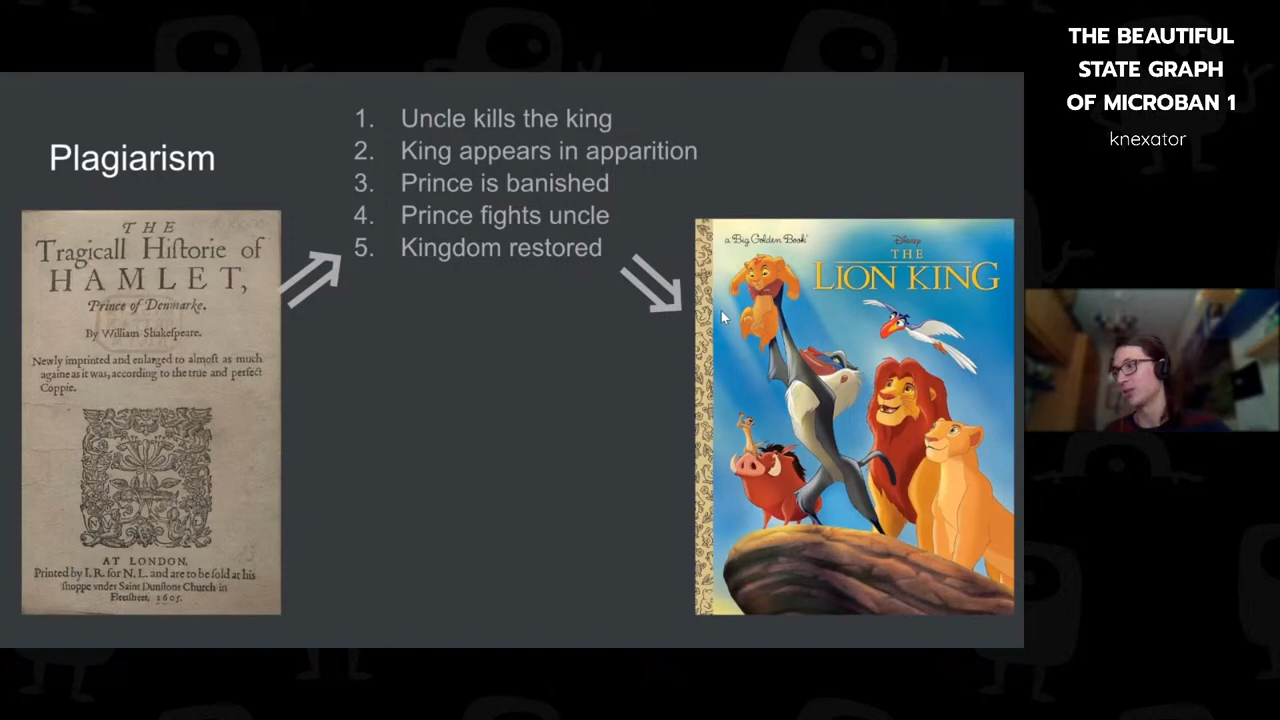 THE BEAUTIFUL
STATE GRAPH
OF MICROBAN 1
knexator
Plagiarism
1. Uncle kills the king
2. King appears in apparition
3. Prince is banished
4. Prince fights uncle
5. Kingdom restored
THE
Tragicall Hiſtorie of
HAMLET,
Prince of Denmarke.
By William Shakeſpeare.
Newly imprinted and enlarged to almoſt as much
againe as it was, according to the true and perfect
Coppie.
AT LONDON,
Printed by I. R. for N. L. and are to be ſold at his
ſhoppe vnder Saint Dunſtons Church in
Fleetſtreet. 1605.
a Big Golden Book
Disney
THE
LION KING